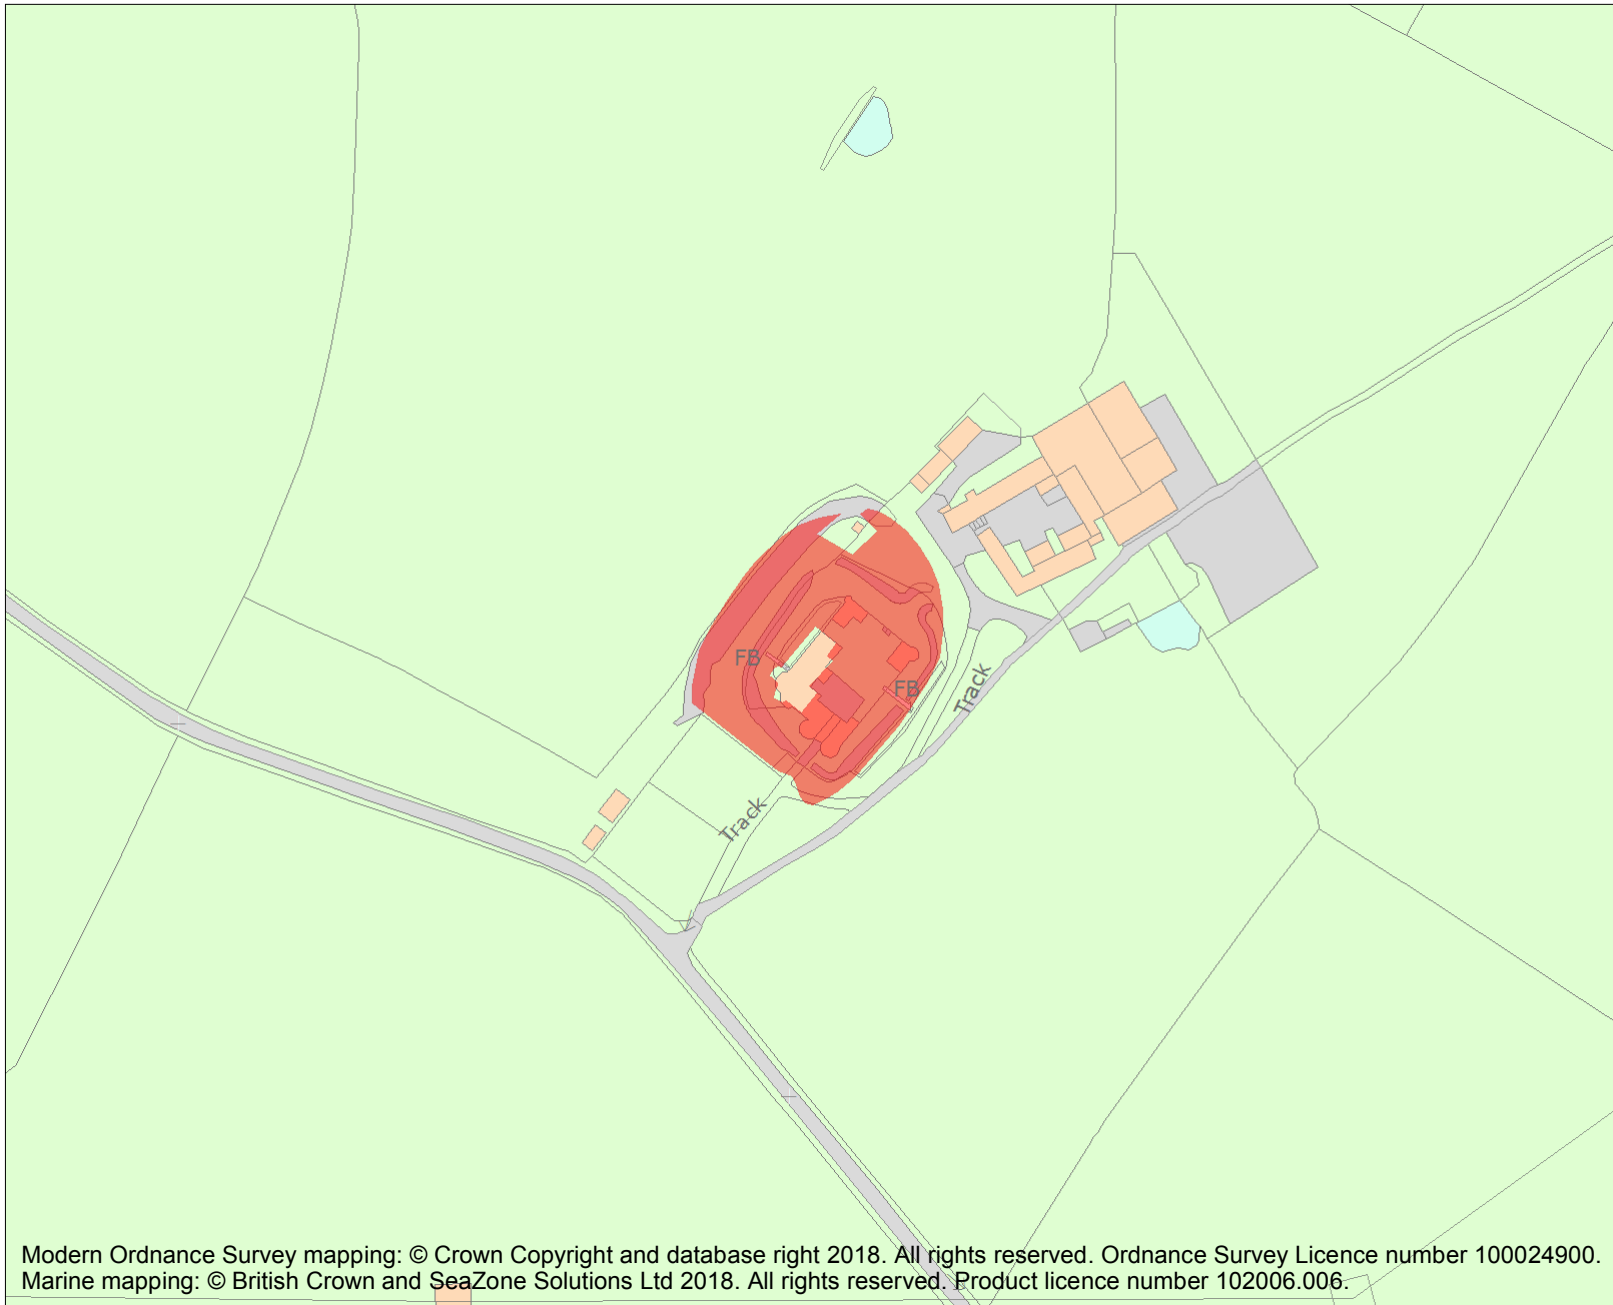 FB
FB
Track
Track
Modern Ordnance Survey mapping: © Crown Copyright and database right 2018. All rights reserved. Ordnance Survey Licence number 100024900.
Marine mapping: © British Crown and SeaZone Solutions Ltd 2018. All rights reserved. Product licence number 102006.006.